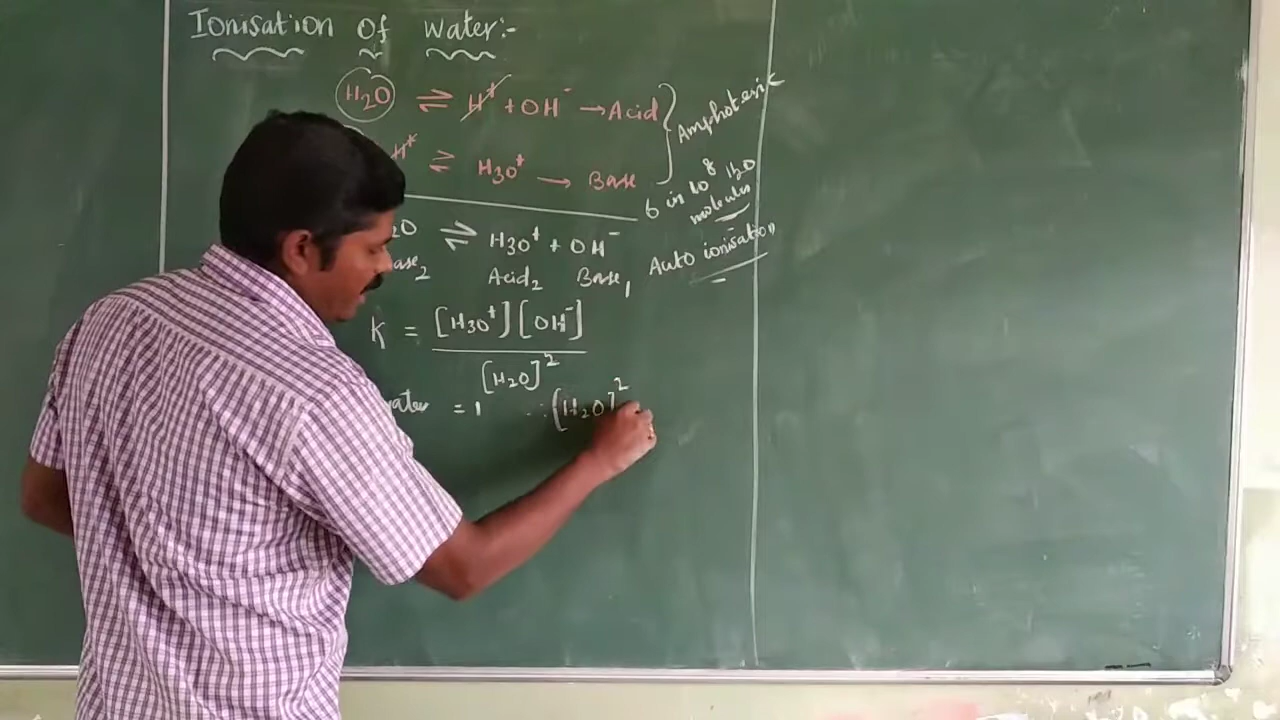 Ionisation Of Water:-
H2O ⇌ H⁺ + OH⁻ → Acid
H⁺ ⇌ H3O⁺ → Base
Amphoteric
6 in 10⁸ H2O
molecules
2O ⇌ H3O⁺ + OH⁻
ase2 Acid2 Base1
Auto ionisation
K = [H3O⁺][OH⁻]
[H2O]²
ater = 1 ∴ [H2O]²